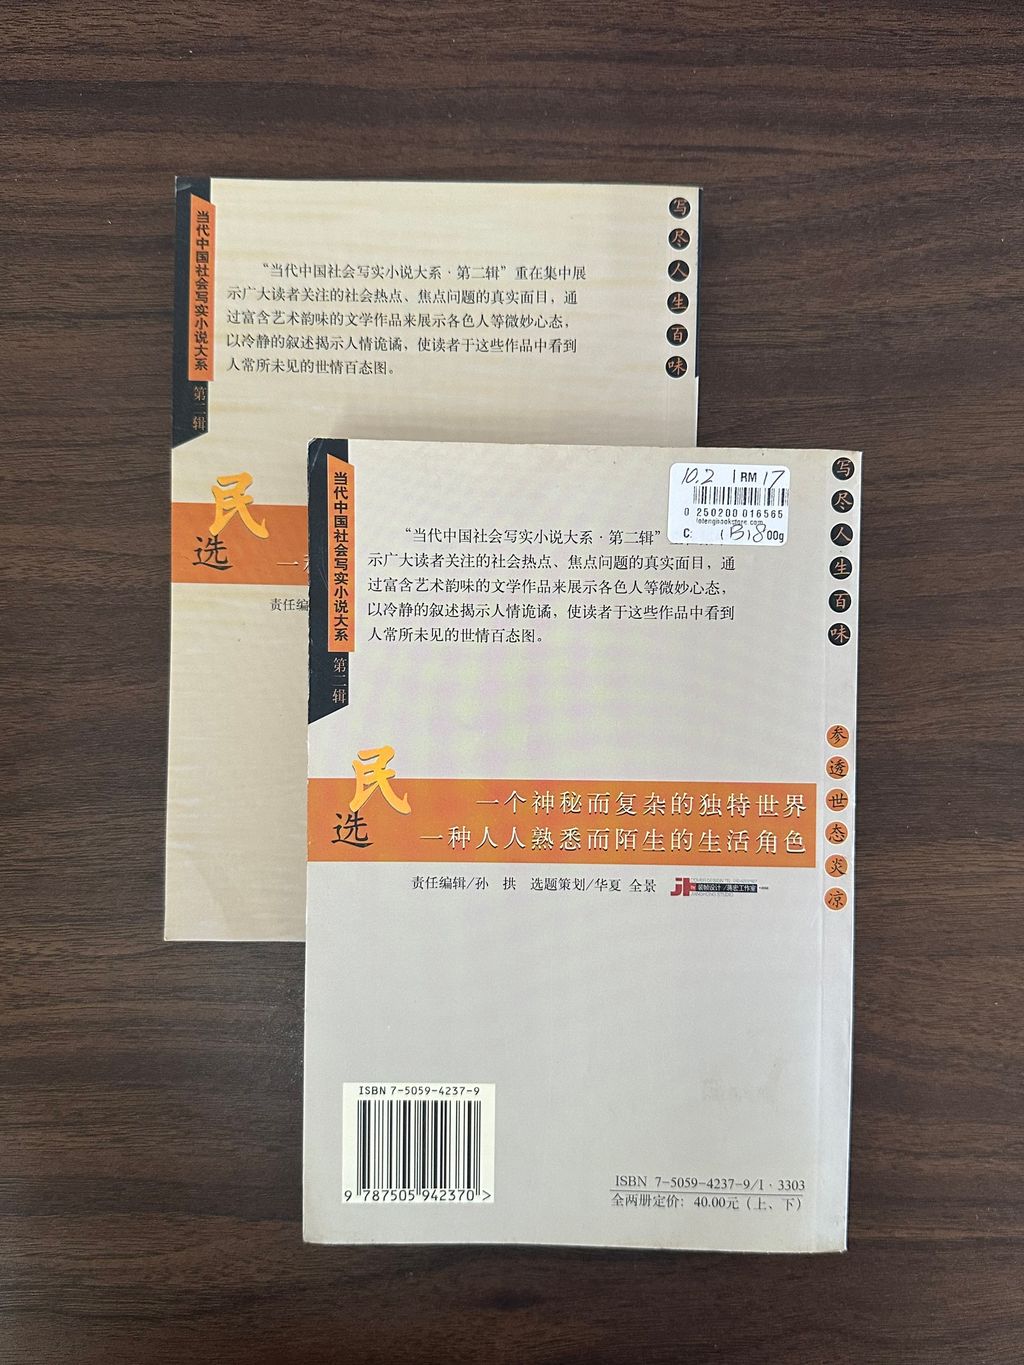 当代中国社会写实小说大系
第二辑
“当代中国社会写实小说大系·第二辑”重在集中展
示广大读者关注的社会热点、焦点问题的真实面目，通
过富含艺术韵味的文学作品来展示各色人等微妙心态，
以冷静的叙述揭示人情诡谲，使读者于这些作品中看到
人常所未见的世情百态图。
写尽人生百味
民选
一
责任编
当代中国社会写实小说大系
第二辑
10.2 1 RM 17
0 250200 016565
C: (B)800g
“当代中国社会写实小说大系·第二辑”
示广大读者关注的社会热点、焦点问题的真实面目，通
过富含艺术韵味的文学作品来展示各色人等微妙心态，
以冷静的叙述揭示人情诡谲，使读者于这些作品中看到
人常所未见的世情百态图。
写尽人生百味
参透世态炎凉
民选
一个神秘而复杂的独特世界
一种人人熟悉而陌生的生活角色
责任编辑/孙 拱 选题策划/华夏 全景
装帧设计/蒋宏工作室
ISBN 7-5059-4237-9
9 787505 942370 >
ISBN 7-5059-4237-9/I·3303
全两册定价：40.00元（上、下）